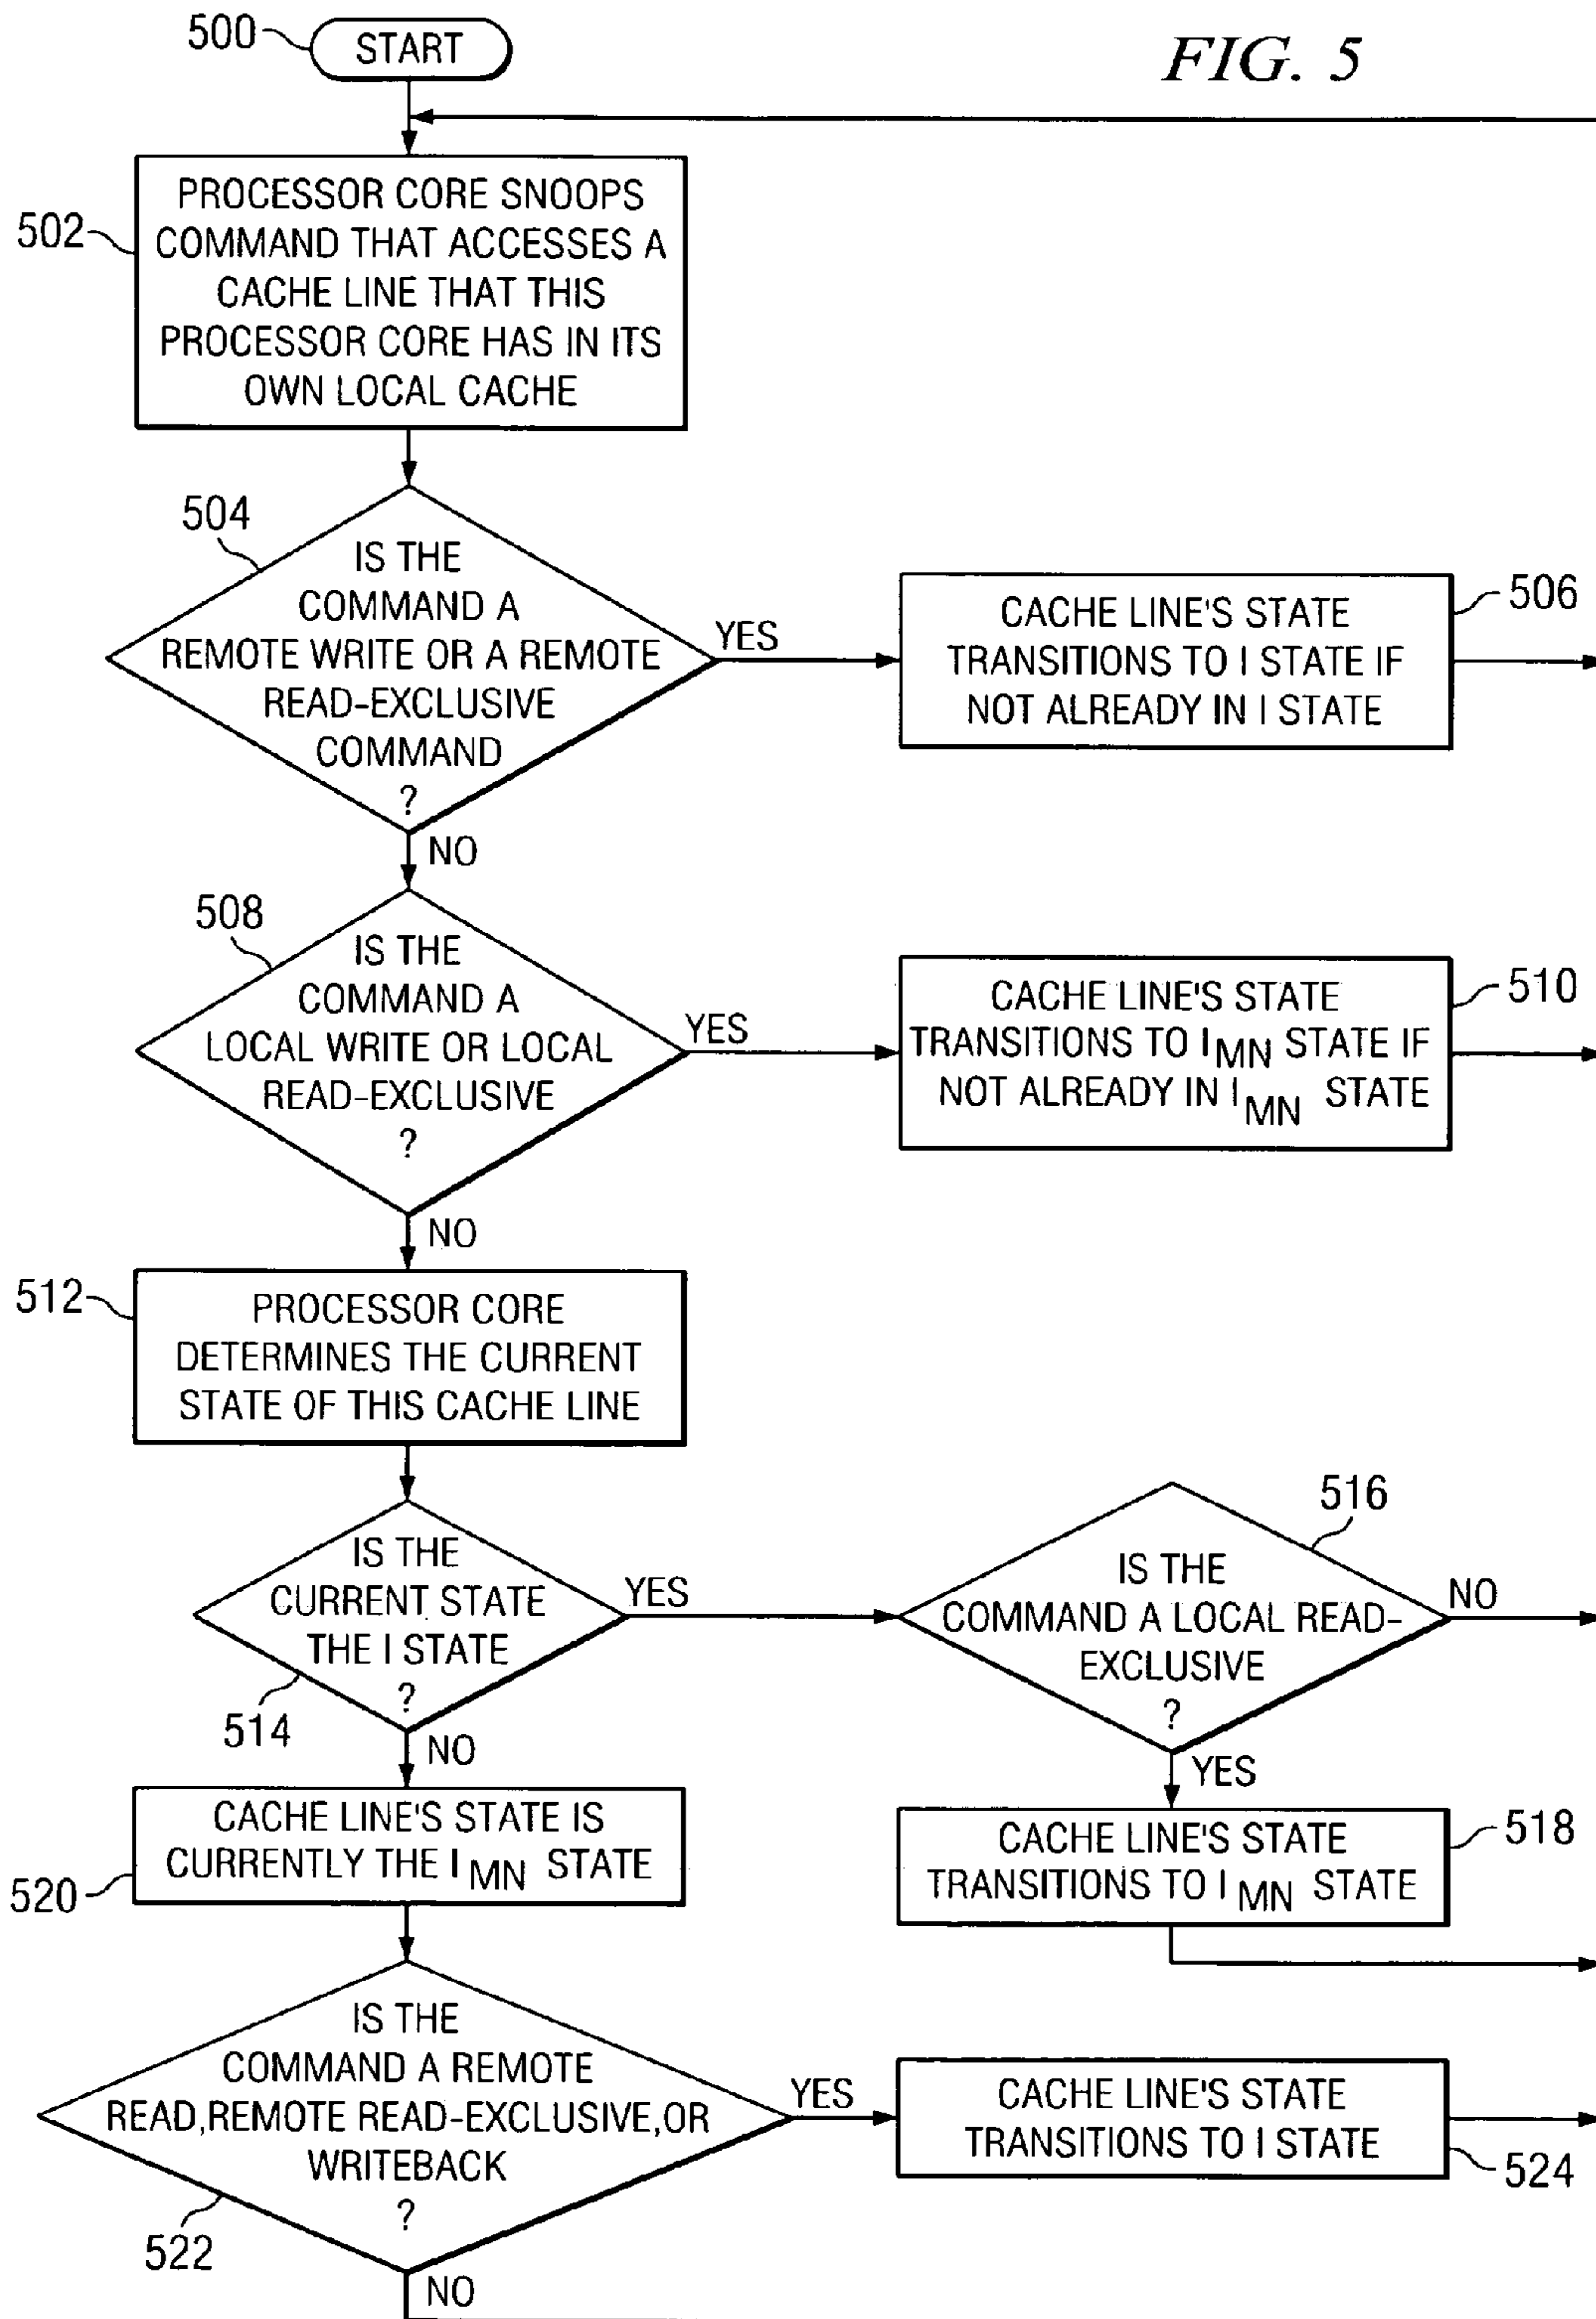 FIG. 5
500
START
502
PROCESSOR CORE SNOOPS
COMMAND THAT ACCESSES A
CACHE LINE THAT THIS
PROCESSOR CORE HAS IN ITS
OWN LOCAL CACHE
504
IS THE
COMMAND A
REMOTE WRITE OR A REMOTE
READ-EXCLUSIVE
COMMAND
?
YES
NO
506
CACHE LINE'S STATE
TRANSITIONS TO I STATE IF
NOT ALREADY IN I STATE
508
IS THE
COMMAND A
LOCAL WRITE OR LOCAL
READ-EXCLUSIVE
?
YES
NO
510
CACHE LINE'S STATE
TRANSITIONS TO I MN STATE IF
NOT ALREADY IN I MN STATE
512
PROCESSOR CORE
DETERMINES THE CURRENT
STATE OF THIS CACHE LINE
514
IS THE
CURRENT STATE
THE I STATE
?
YES
NO
516
IS THE
COMMAND A LOCAL READ-
EXCLUSIVE
?
NO
YES
518
CACHE LINE'S STATE
TRANSITIONS TO I MN STATE
520
CACHE LINE'S STATE IS
CURRENTLY THE I MN STATE
522
IS THE
COMMAND A REMOTE
READ,REMOTE READ-EXCLUSIVE,OR
WRITEBACK
?
YES
NO
CACHE LINE'S STATE
TRANSITIONS TO I STATE
524